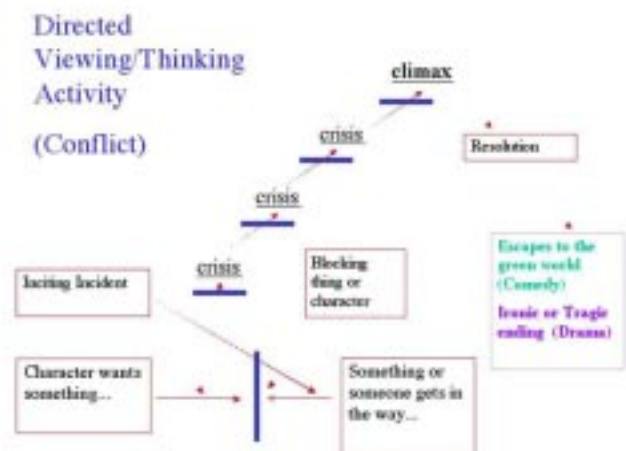 Directed
Viewing/Thinking
Activity
(Conflict)
climax
crisis
Resolution
crisis
crisis
Blocking
thing or
character
Inciting Incident
Escapes to the
green world
(Comedy)
Ironic or Tragic
ending (Drama)
Character wants
something...
Something or
someone gets in
the way...